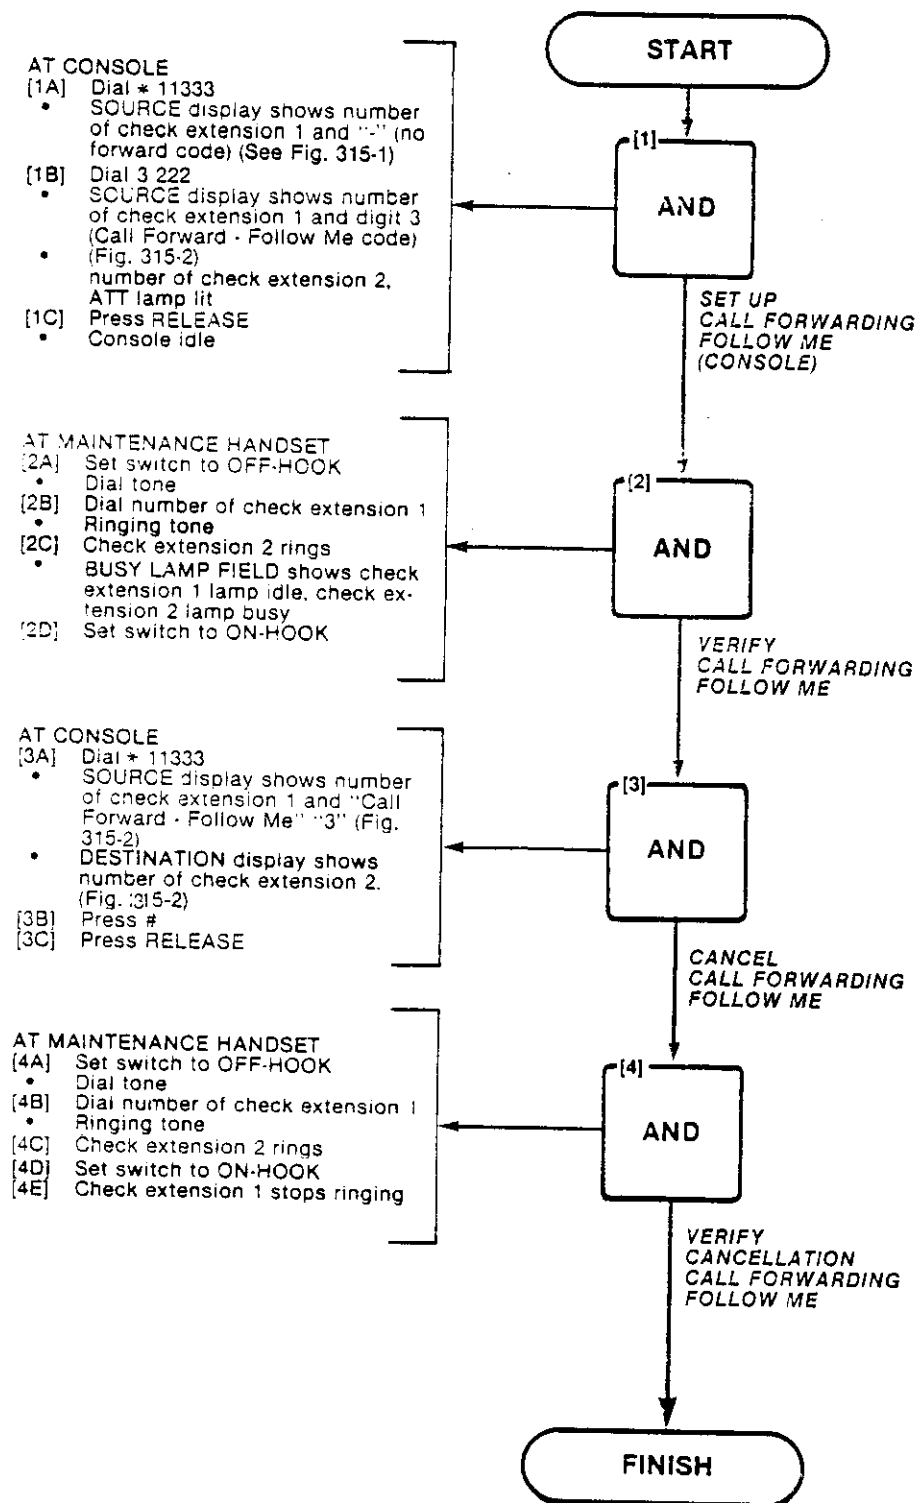 START
AT CONSOLE
[1A] Dial * 11333
• SOURCE display shows number
of check extension 1 and "-" (no
forward code) (See Fig. 315-1)
[1B] Dial 3 222
• SOURCE display shows number
of check extension 1 and digit 3
(Call Forward - Follow Me code)
• (Fig. 315-2)
number of check extension 2,
ATT lamp lit
[1C] Press RELEASE
• Console idle
[1]
AND
SET UP
CALL FORWARDING
FOLLOW ME
(CONSOLE)
AT MAINTENANCE HANDSET
[2A] Set switch to OFF-HOOK
• Dial tone
[2B] Dial number of check extension 1
• Ringing tone
[2C] Check extension 2 rings
• BUSY LAMP FIELD shows check
extension 1 lamp idle, check ex-
tension 2 lamp busy
[2D] Set switch to ON-HOOK
[2]
AND
VERIFY
CALL FORWARDING
FOLLOW ME
AT CONSOLE
[3A] Dial * 11333
• SOURCE display shows number
of check extension 1 and "Call
Forward - Follow Me" "3" (Fig.
315-2)
• DESTINATION display shows
number of check extension 2.
(Fig. 315-2)
[3B] Press #
[3C] Press RELEASE
[3]
AND
CANCEL
CALL FORWARDING
FOLLOW ME
AT MAINTENANCE HANDSET
[4A] Set switch to OFF-HOOK
• Dial tone
[4B] Dial number of check extension 1
• Ringing tone
[4C] Check extension 2 rings
[4D] Set switch to ON-HOOK
[4E] Check extension 1 stops ringing
[4]
AND
VERIFY
CANCELLATION
CALL FORWARDING
FOLLOW ME
FINISH